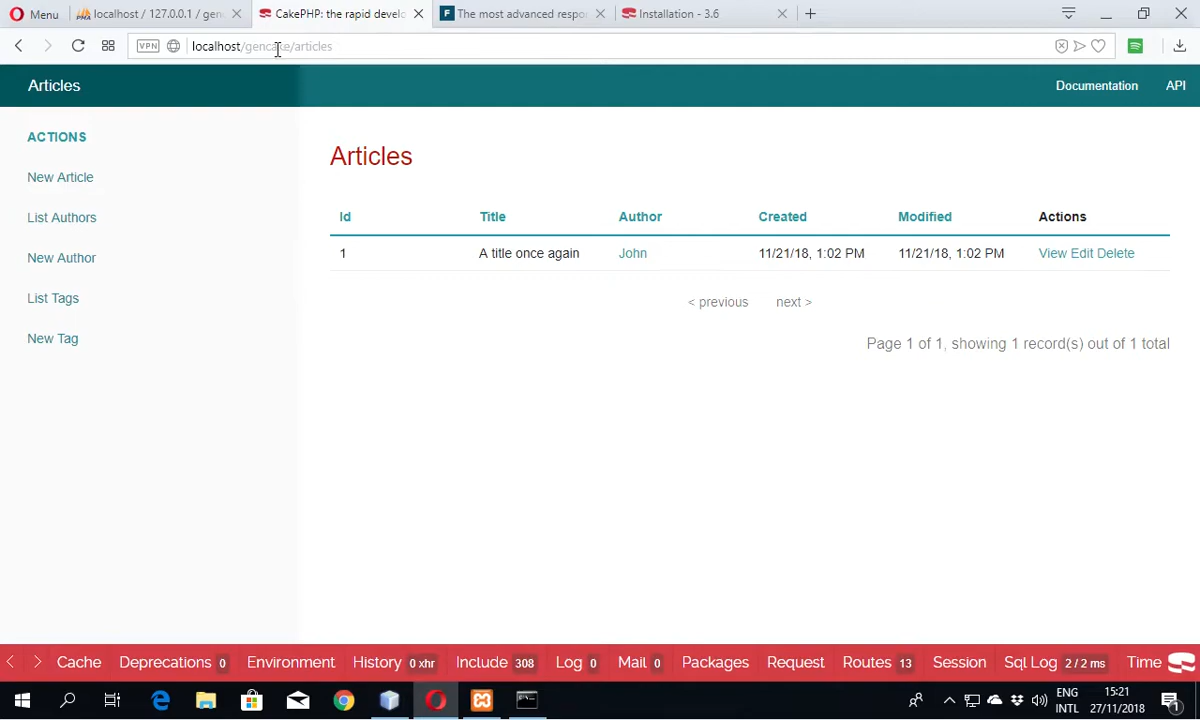 Menu
localhost / 127.0.0.1 / gen
CakePHP: the rapid develo
The most advanced respo
Installation - 3.6
VPN
localhost/gencake/articles
Articles
Documentation
API
ACTIONS
New Article
List Authors
New Author
List Tags
New Tag
Articles
Id Title Author Created Modified Actions
1 A title once again John 11/21/18, 1:02 PM 11/21/18, 1:02 PM View Edit Delete
< previous next >
Page 1 of 1, showing 1 record(s) out of 1 total
Cache Deprecations 0 Environment History 0 xhr Include 308 Log 0 Mail 0 Packages Request Routes 13 Session Sql Log 2 / 2 ms Time
ENG
INTL
15:21
27/11/2018
1